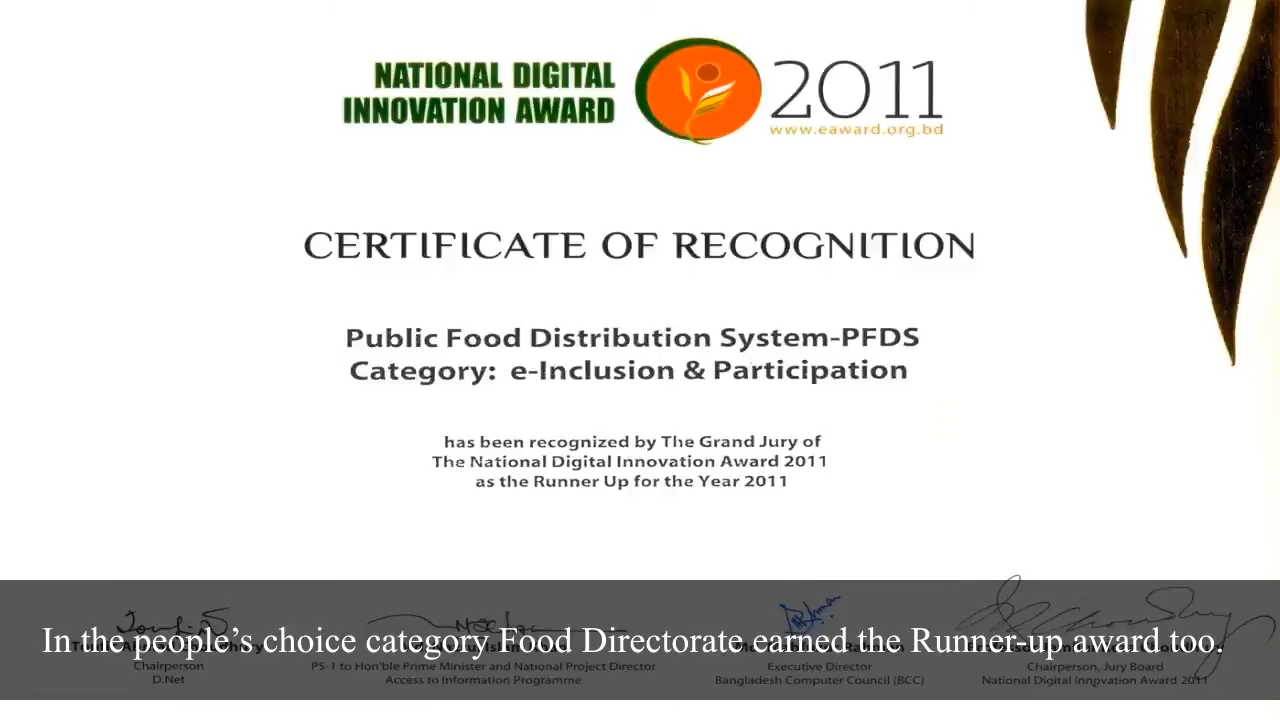 NATIONAL DIGITAL
INNOVATION AWARD
2011
www.eaward.org.bd
CERTIFICATE OF RECOGNITION
Public Food Distribution System-PFDS
Category: e-Inclusion & Participation
has been recognized by The Grand Jury of
The National Digital Innovation Award 2011
as the Runner Up for the Year 2011
In the people’s choice category Food Directorate earned the Runner-up award too.
Chairperson
D.Net
PS-1 to Hon'ble Prime Minister and National Project Director
Access to Information Programme
Executive Director
Bangladesh Computer Council (BCC)
Chairperson, Jury Board
National Digital Innovation Award 2011